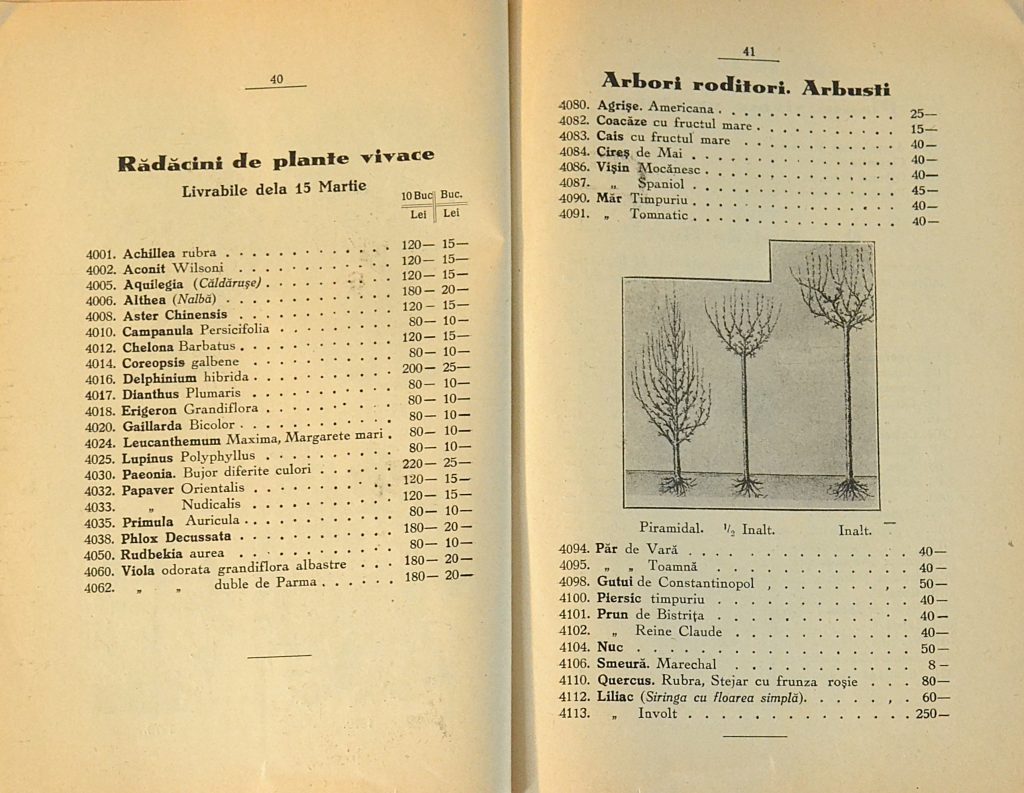 40
Rădăcini de plante vivace
Livrabile dela 15 Martie
10 Buc Buc.
Lei Lei
4001. Achillea rubra . . . . . . . . . . . 120— 15—
4002. Aconit Wilsoni . . . . . . . . . . 120— 15—
4005. Aquilegia (Căldărușe) . . . . . . . . 120— 15—
4006. Althea (Nalbă) . . . . . . . . . . . 180— 20—
4008. Aster Chinensis . . . . . . . . . . 120— 15—
4010. Campanula Persicifolia . . . . . . . . 80— 10—
4012. Chelona Barbatus . . . . . . . . . . 120— 15—
4014. Coreopsis galbene . . . . . . . . . 80— 10—
4016. Delphinium hibrida . . . . . . . . . 200— 25—
4017. Dianthus Plumaris . . . . . . . . . 80— 10—
4018. Erigeron Grandiflora . . . . . . . . 80— 10—
4020. Gaillarda Bicolor . . . . . . . . . . 80— 10—
4024. Leucanthemum Maxima, Margarete mari . 80— 10—
4025. Lupinus Polyphyllus . . . . . . . . . 80— 10—
4030. Paeonia. Bujor diferite culori . . . . . 220— 25—
4032. Papaver Orientalis . . . . . . . . . 120— 15—
4033. „ Nudicalis . . . . . . . . . 120— 15—
4035. Primula Auricula . . . . . . . . . . 80— 10—
4038. Phlox Decussata . . . . . . . . . . 180— 20—
4050. Rudbekia aurea . . . . . . . . . . 80— 10—
4060. Viola odorata grandiflora albastre . . . 180— 20—
4062. „ „ duble de Parma . . . . . 180— 20—
41
Arbori roditori. Arbusti
4080. Agrișe. Americana . . . . . . . . . . . . 25—
4082. Coacăze cu fructul mare . . . . . . . . . . 15—
4083. Cais cu fructul mare . . . . . . . . . . 40—
4084. Cireș de Mai . . . . . . . . . . . . . 40—
4086. Vișin Mocănesc . . . . . . . . . . . . 40—
4087. „ Spaniol . . . . . . . . . . . . . 45—
4090. Măr Timpuriu . . . . . . . . . . . . . 40—
4091. „ Tomnatic . . . . . . . . . . . . . 40—
Piramidal. ½ Inalt. Inalt.
4094. Păr de Vară . . . . . . . . . . . . . 40—
4095. „ „ Toamnă . . . . . . . . . . . . 40—
4098. Gutui de Constantinopol , . . . . . . . , . 50—
4100. Piersic timpuriu . . . . . . . . . . . . 40—
4101. Prun de Bistrița . . . . . . . . . . . . 40—
4102. „ Reine Claude . . . . . . . . . . . 40—
4104. Nuc . . . . . . . . . . . . . . . . 50—
4106. Smeură. Marechal . . . . . . . . . . . 8—
4110. Quercus. Rubra, Stejar cu frunza roșie . . . 80—
4112. Liliac (Siringa cu floarea simplă). . . . . , . 60—
4113. „ Involt . . . . . . . . . . . . . . 250—